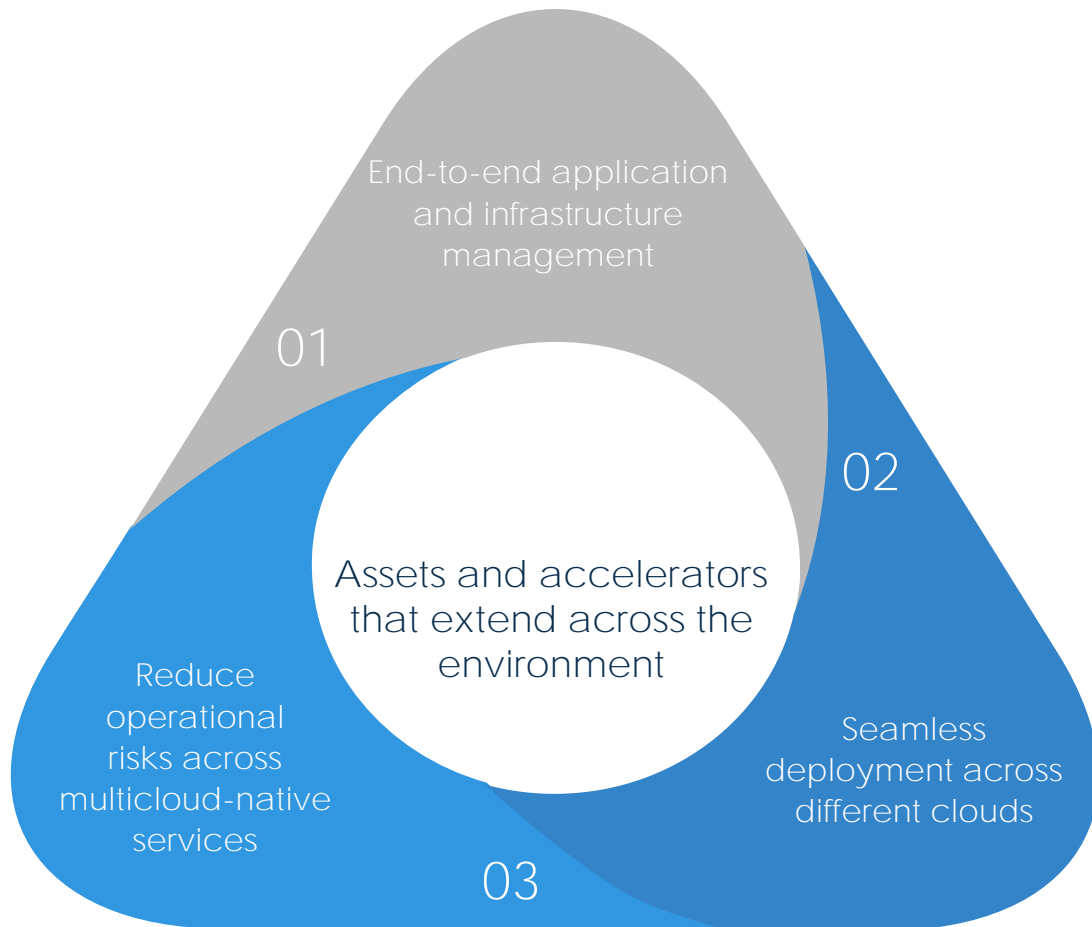 End-to-end application
and infrastructure
management
01
02
Assets and accelerators
that extend across the
environment
Reduce
operational
risks across
multicloud-native
services
Seamless
deployment across
different clouds
03